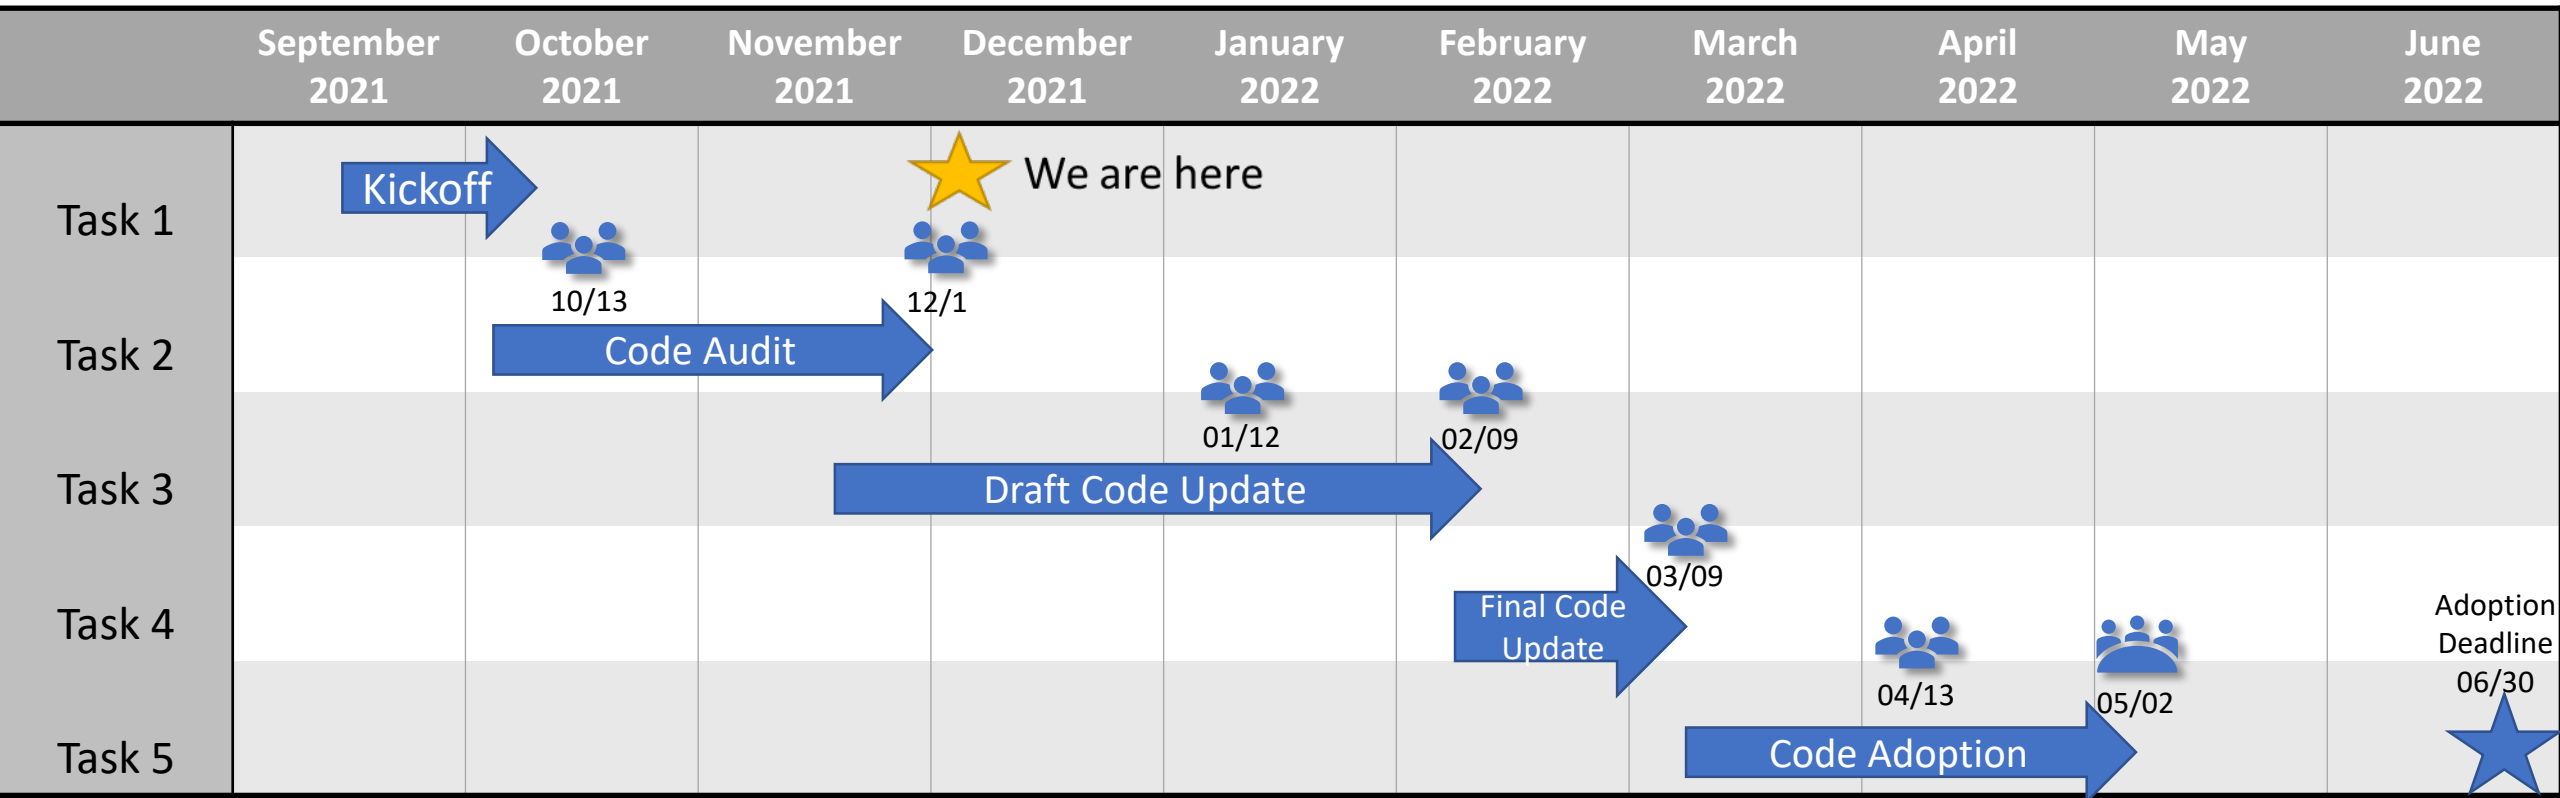 September October November December January February March April May June
2021 2021 2021 2021 2022 2022 2022 2022 2022 2022
Task 1
Kickoff
We are here
10/13
12/1
Task 2
Code Audit
01/12
02/09
Task 3
Draft Code Update
03/09
Task 4
Final Code
Update
04/13
05/02
Adoption
Deadline
06/30
Task 5
Code Adoption